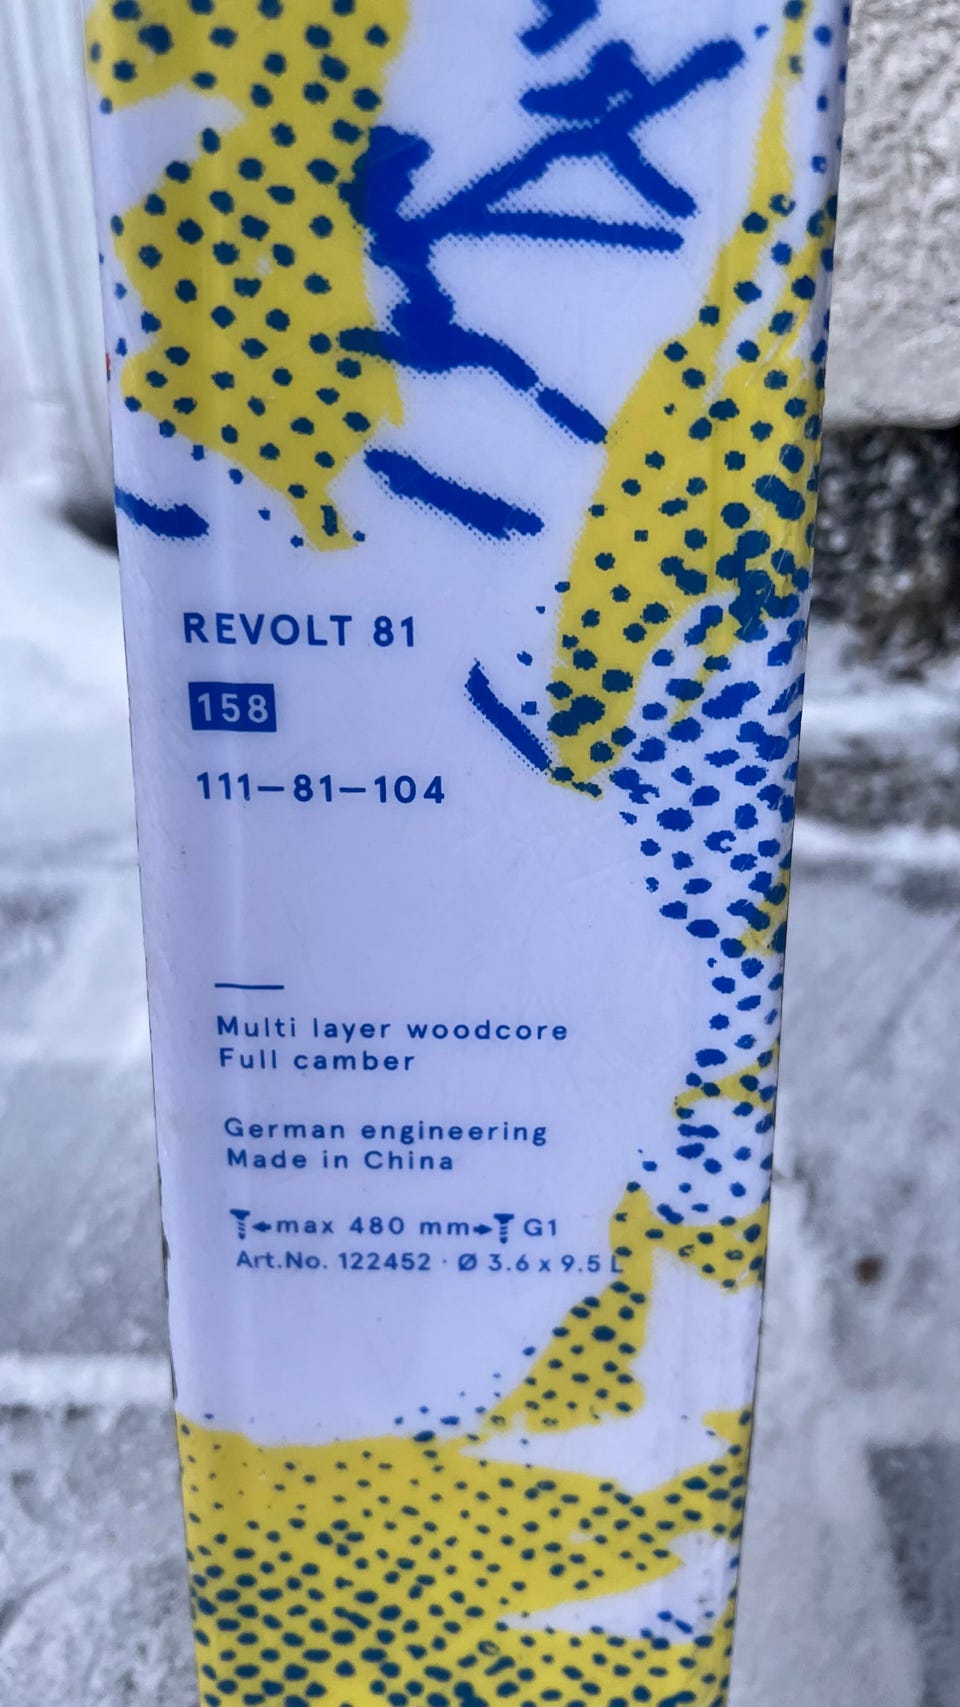 REVOLT 81
158
111–81–104
Multi layer woodcore
Full camber
German engineering
Made in China
max 480 mm G1
Art.No. 122452 · Ø 3.6 x 9.5 L